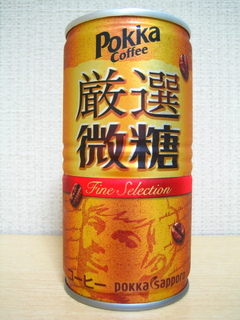 Pokka
Coffee
厳選
微糖
Fine Selection
コーヒー
pokka sapporo